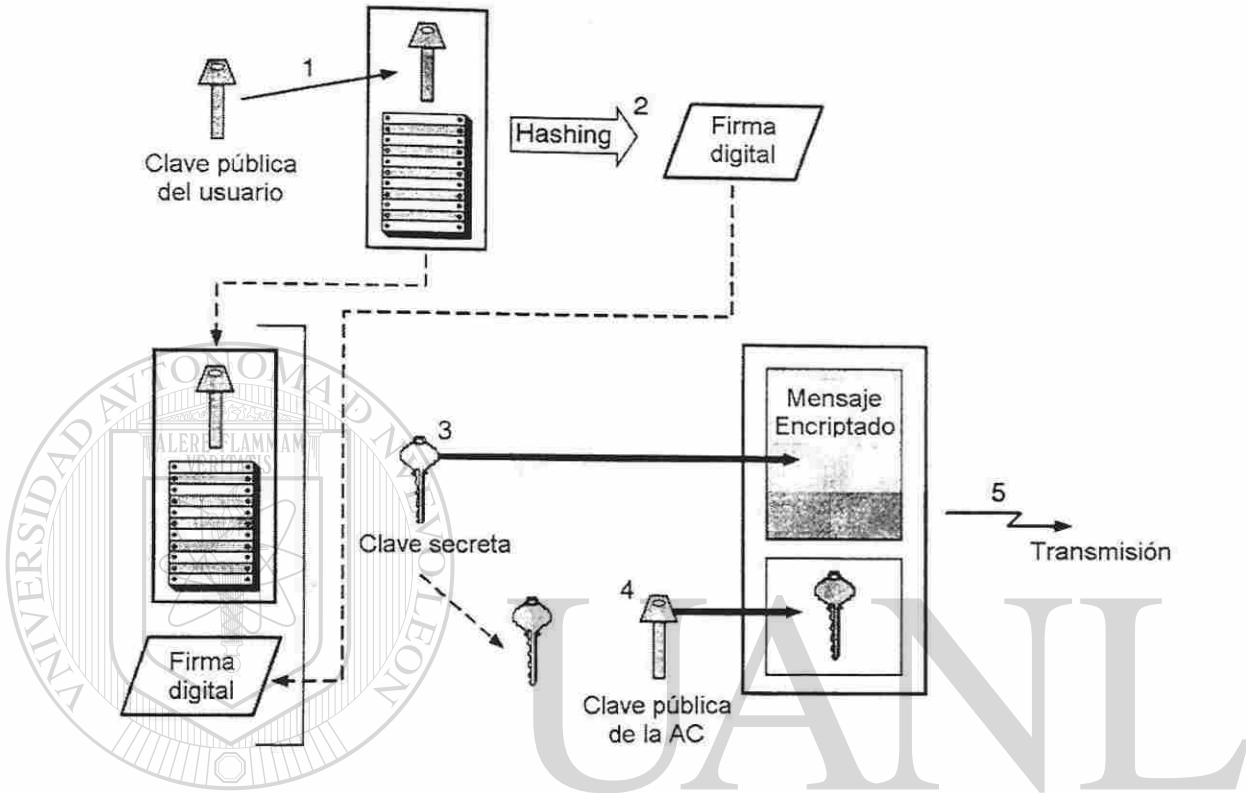 1
Clave pública
del usuario
Hashing
2
Firma
digital
Mensaje
Encriptado
3
Clave secreta
4
Clave pública
de la AC
5
Transmisión
Firma
digital
ALERE FLAMMAM
VERITATIS
UANL